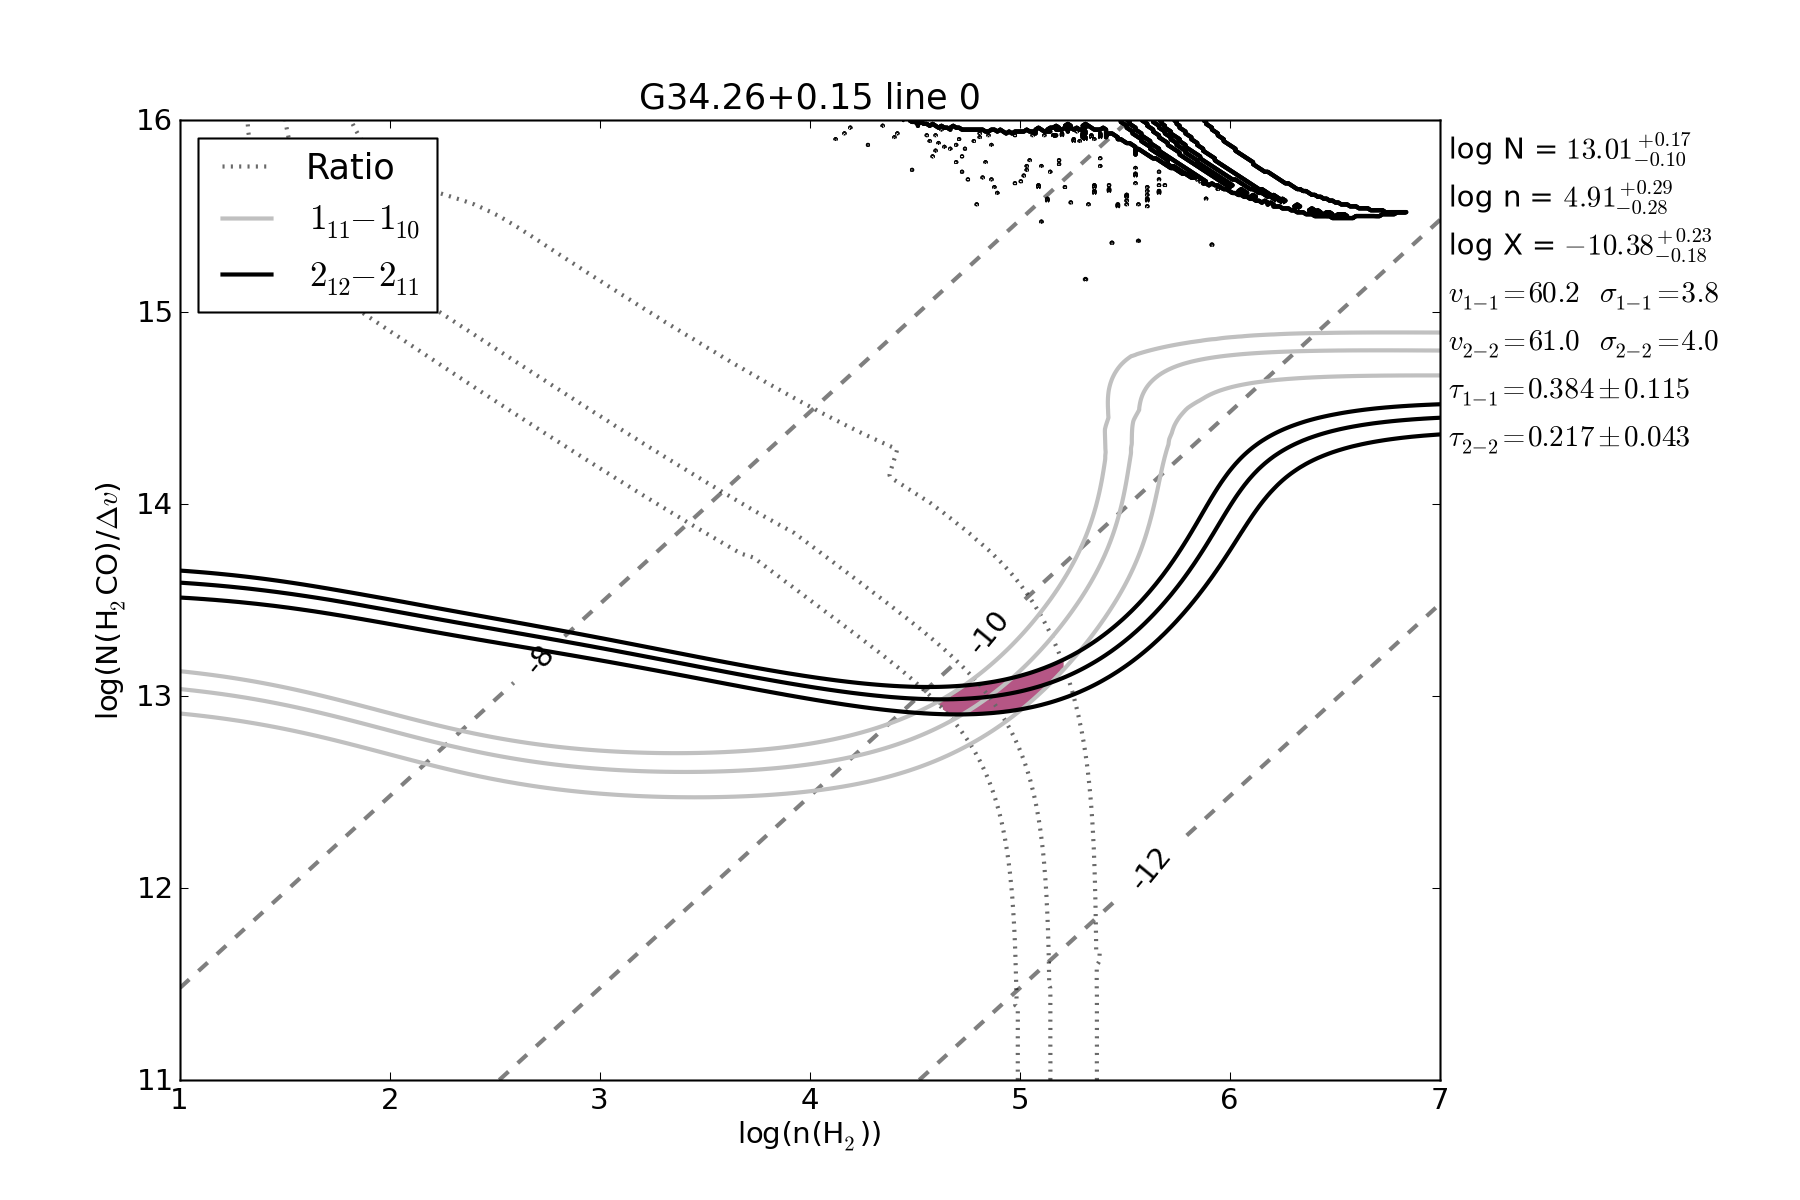 G34.26+0.15 line 0
16
15
14
13
12
11
log(N(H₂CO)/Δv)
Ratio
1₁₁−1₁₀
2₁₂−2₁₁
-8
-10
-12
1 2 3 4 5 6 7
log(n(H₂))
log N = 13.01 +0.17 −0.10
log n = 4.91 +0.29 −0.28
log X = −10.38 +0.23 −0.18
v₁₋₁=60.2 σ₁₋₁=3.8
v₂₋₂=61.0 σ₂₋₂=4.0
τ₁₋₁=0.384±0.115
τ₂₋₂=0.217±0.043